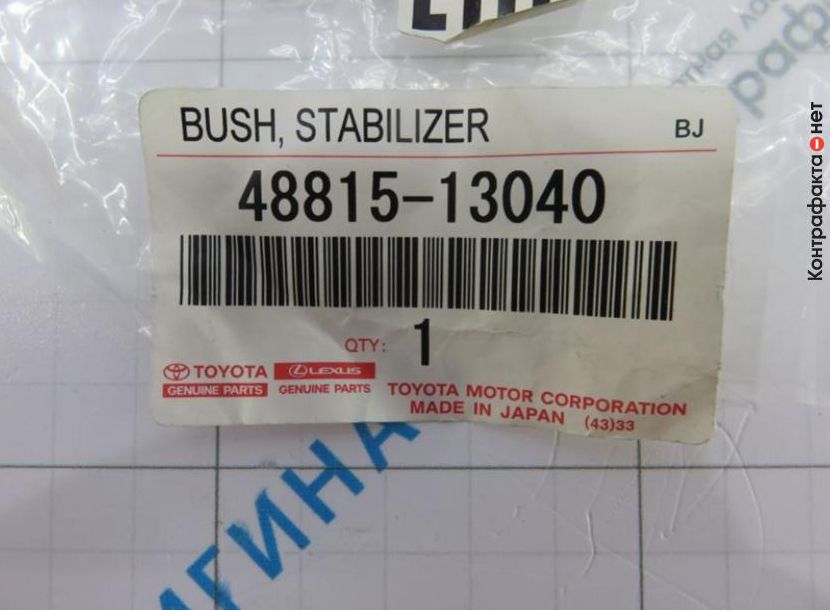 BUSH, STABILIZER BJ
48815-13040
QTY: 1
TOYOTA LEXUS
GENUINE PARTS GENUINE PARTS
TOYOTA MOTOR CORPORATION
MADE IN JAPAN (43)33
Контрафакта нет